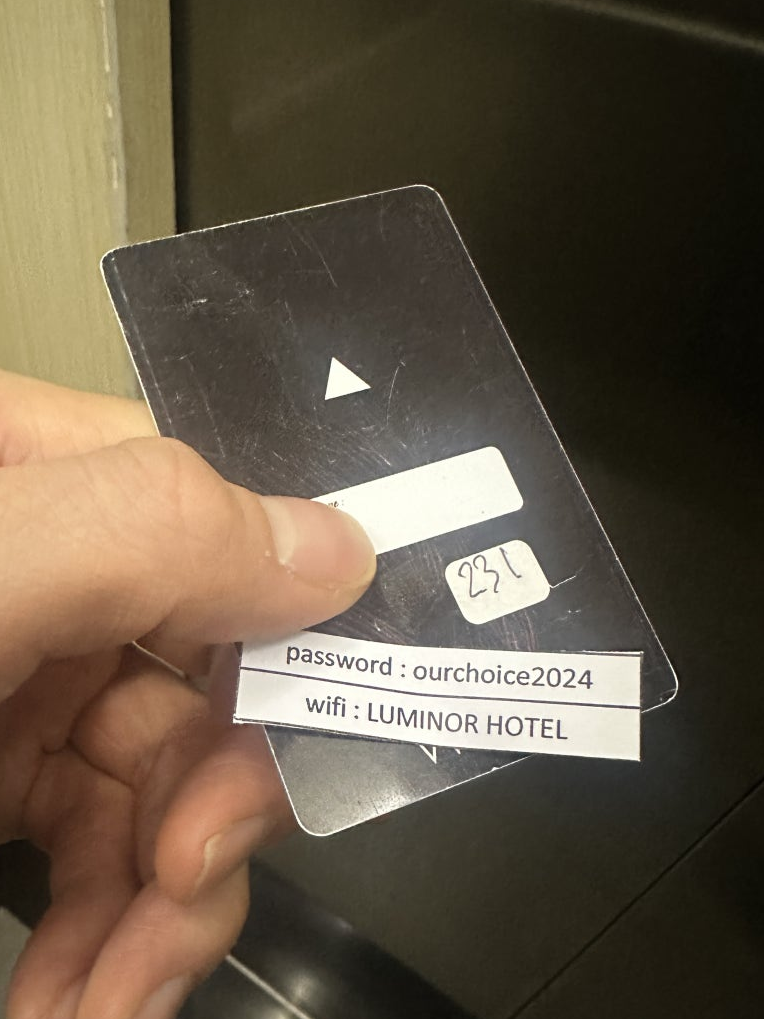 231
password : ourchoice2024
wifi : LUMINOR HOTEL